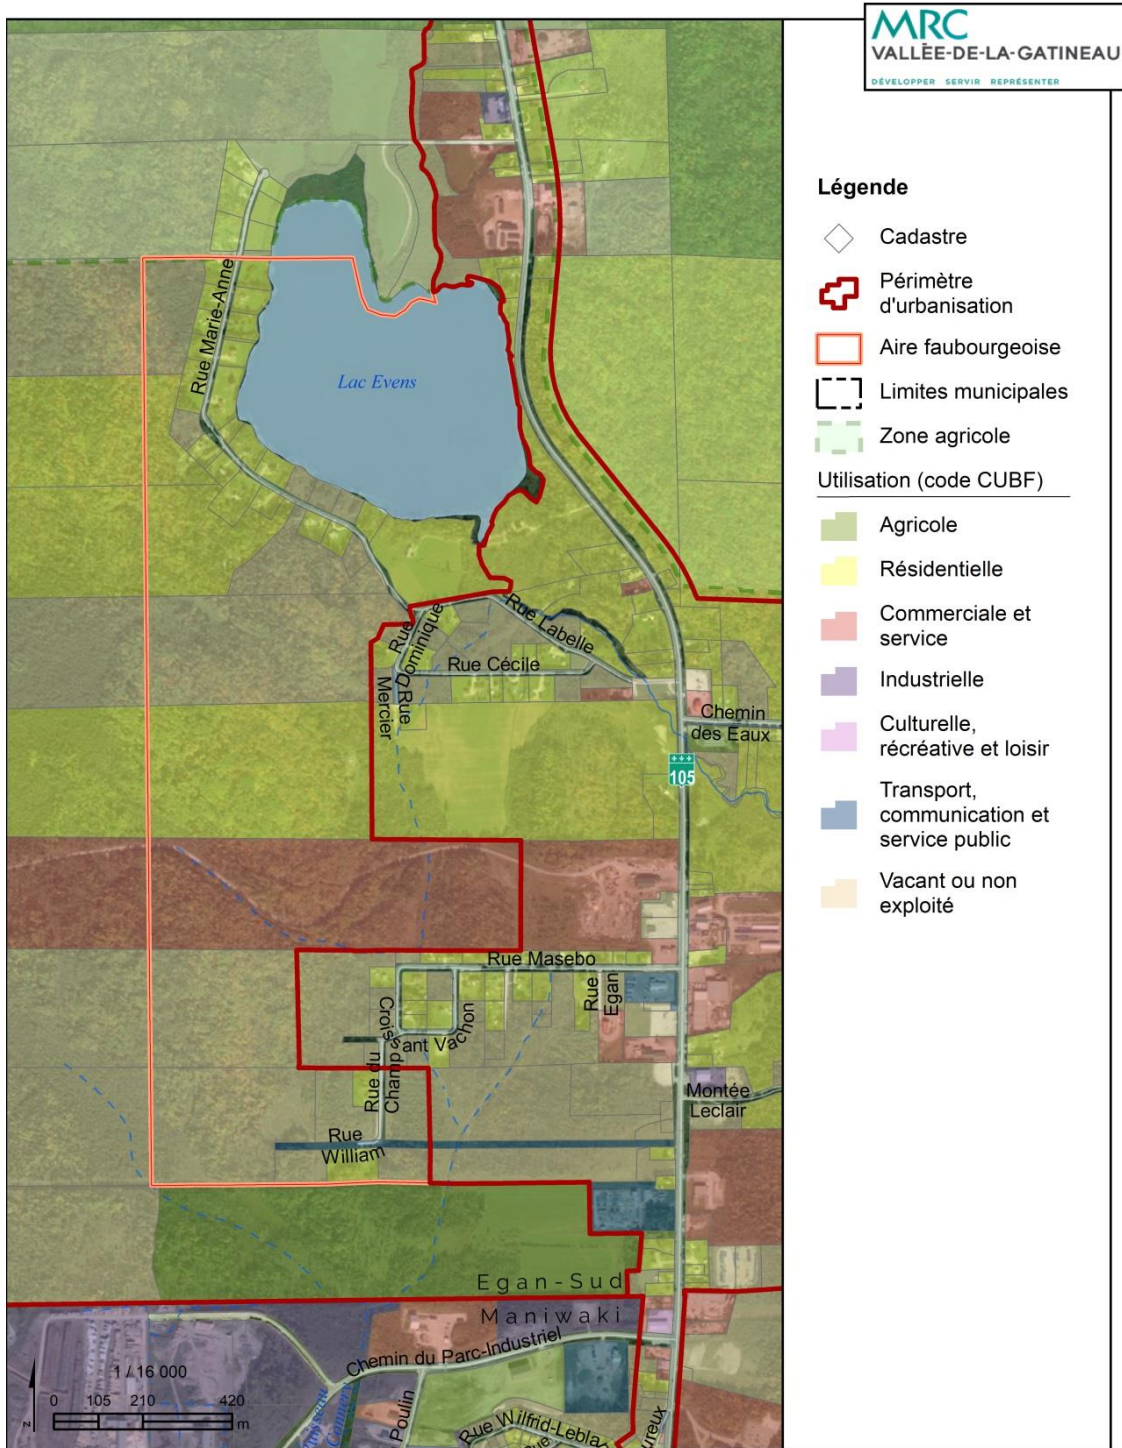 MRC
VALLÉE-DE-LA-GATINEAU
DÉVELOPPER SERVIR REPRÉSENTER
Légende
Cadastre
Périmètre
d'urbanisation
Aire faubourgeoise
Limites municipales
Zone agricole
Utilisation (code CUBF)
Agricole
Résidentielle
Commerciale et
service
Industrielle
Culturelle,
récréative et loisir
Transport,
communication et
service public
Vacant ou non
exploité
Rue Marie-Anne
Lac Evens
Rue
Dominique
Rue Labelle
Rue Cécile
Rue
Mercier
Chemin
des Eaux
105
Rue Masebo
Rue
Egan
Croissant Vachon
Rue du
Champ
Montée
Leclair
Rue
William
Egan-Sud
Maniwaki
Chemin du Parc-Industriel
1 / 16 000
0 105 210 420
m
z
Ruisseau
Poulin
Rue Wilfrid-Lebla
Rue
ureux